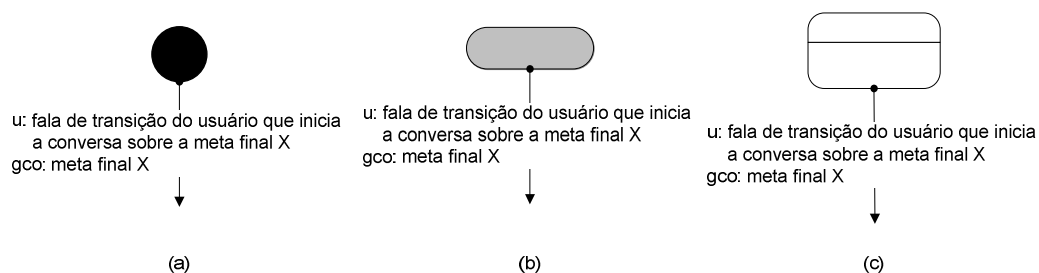 u: fala de transição do usuário que inicia
a conversa sobre a meta final X
gco: meta final X
(a)
u: fala de transição do usuário que inicia
a conversa sobre a meta final X
gco: meta final X
(b)
u: fala de transição do usuário que inicia
a conversa sobre a meta final X
gco: meta final X
(c)